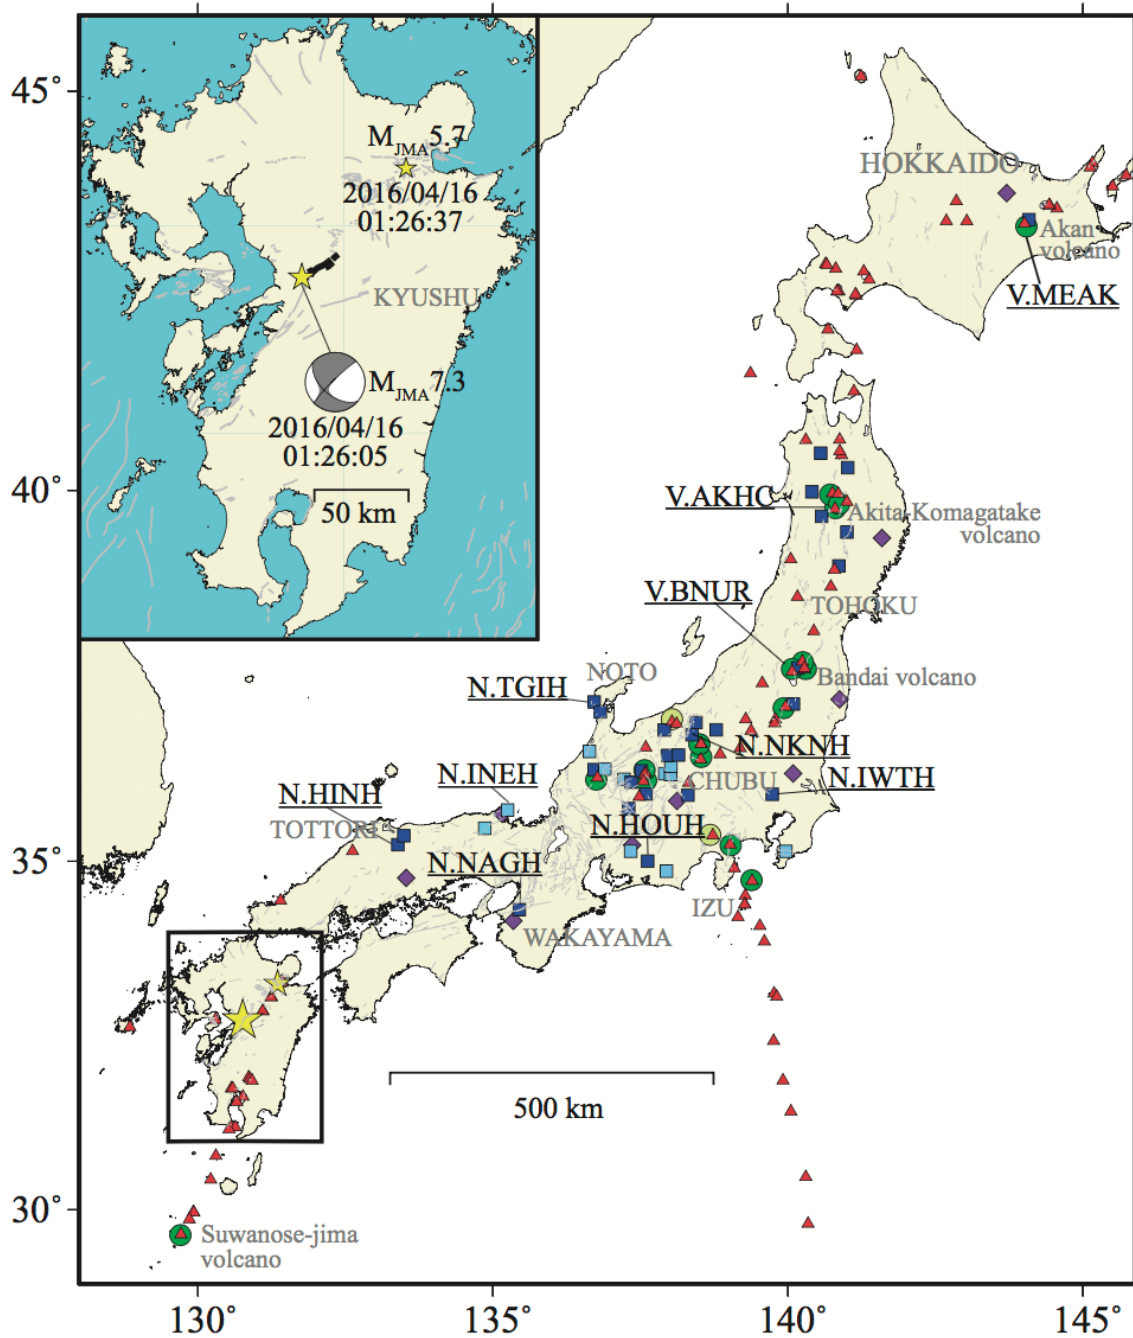 45°
40°
35°
30°
130°
135°
140°
145°
M JMA 5.7
2016/04/16
01:26:37
KYUSHU
M JMA 7.3
2016/04/16
01:26:05
50 km
HOKKAIDO
Akan
volcano
V.MEAK
V.AKHC
Akita-Komagatake
volcano
V.BNUR
TOHOKU
Bandai volcano
NOTO
N.TGIH
N.NKNH
N.INEH
CHUBU
N.IWTH
N.HINH
TOTTORI
N.HOUH
N.NAGH
IZU
WAKAYAMA
500 km
Suwanose-jima
volcano